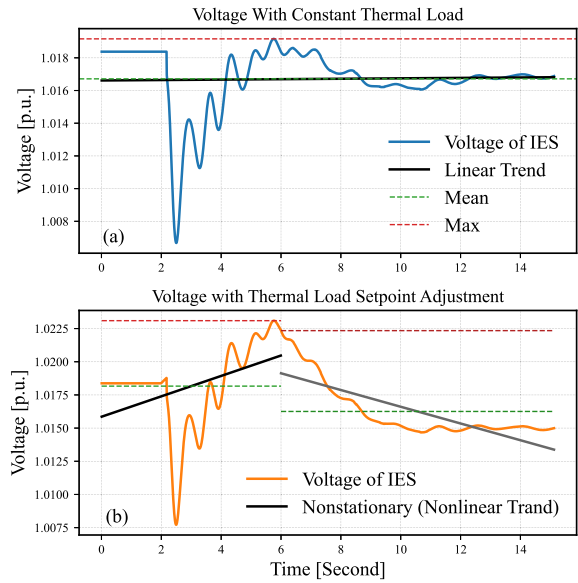 Voltage With Constant Thermal Load
1.018
1.016
1.014
1.012
1.010
1.008
Voltage [p.u.]
Voltage of IES
Linear Trend
Mean
Max
(a)
0 2 4 6 8 10 12 14
Voltage with Thermal Load Setpoint Adjustment
1.0225
1.0200
1.0175
1.0150
1.0125
1.0100
1.0075
Voltage [p.u.]
Voltage of IES
Nonstationary (Nonlinear Trand)
(b)
0 2 4 6 8 10 12 14
Time [Second]